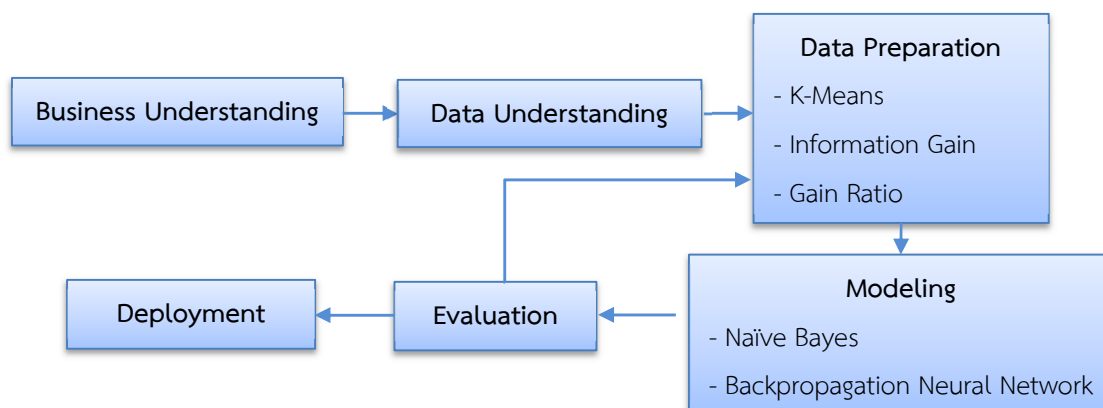 Business Understanding
Data Understanding
Data Preparation
- K-Means
- Information Gain
- Gain Ratio
Modeling
- Naïve Bayes
- Backpropagation Neural Network
Evaluation
Deployment